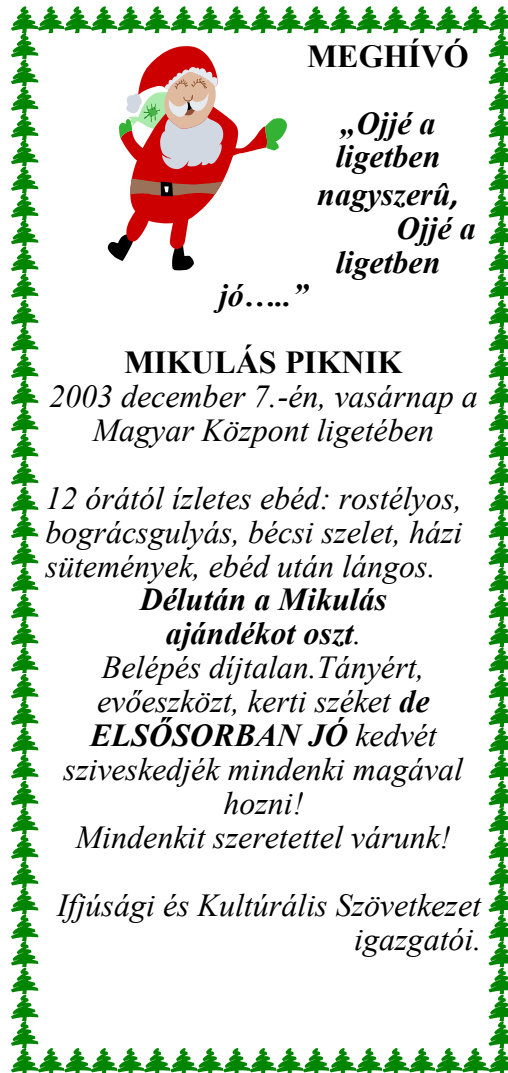 MEGHÍVÓ
„Ojjé a
ligetben
nagyszerû,
Ojjé a
ligetben
jó…..”
MIKULÁS PIKNIK
2003 december 7.-én, vasárnap a
Magyar Központ ligetében
12 órától ízletes ebéd: rostélyos,
bográcsgulyás, bécsi szelet, házi
sütemények, ebéd után lángos.
Délután a Mikulás
ajándékot oszt.
Belépés díjtalan.Tányért,
evőeszközt, kerti széket de
ELSŐSORBAN JÓ kedvét
sziveskedjék mindenki magával
hozni!
Mindenkit szeretettel várunk!
Ifjúsági és Kultúrális Szövetkezet
igazgatói.